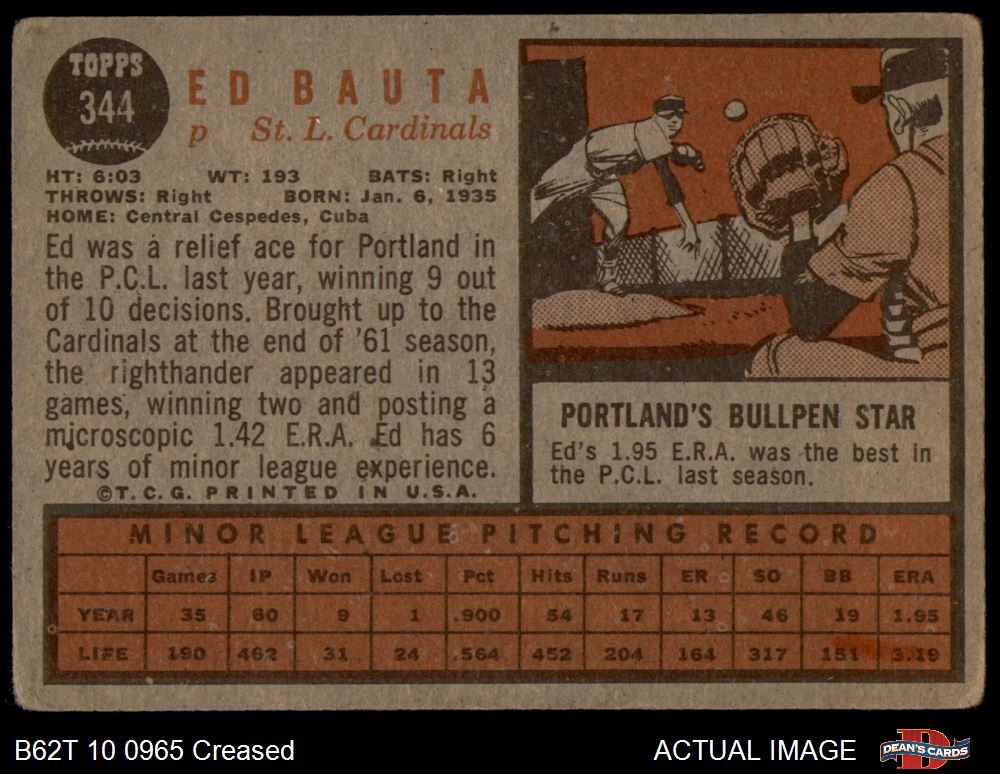 TOPPS
344
ED BAUTA
p St. L. Cardinals
HT: 6:03 WT: 193 BATS: Right
THROWS: Right BORN: Jan. 6, 1935
HOME: Central Cespedes, Cuba
Ed was a relief ace for Portland in
the P.C.L. last year, winning 9 out
of 10 decisions. Brought up to the
Cardinals at the end of '61 season,
the righthander appeared in 13
games, winning two and posting a
microscopic 1.42 E.R.A. Ed has 6
years of minor league experience.
©T.C.G. PRINTED IN U.S.A.
PORTLAND'S BULLPEN STAR
Ed's 1.95 E.R.A. was the best in
the P.C.L. last season.
MINOR LEAGUE PITCHING RECORD
Games IP Won Lost Pct Hits Runs ER SO BB ERA
YEAR 35 60 9 1 .900 54 17 13 46 19 1.95
LIFE 190 462 31 24 .564 452 204 164 317 151 3.19
B62T 10 0965 Creased ACTUAL IMAGE DEAN'S CARDS